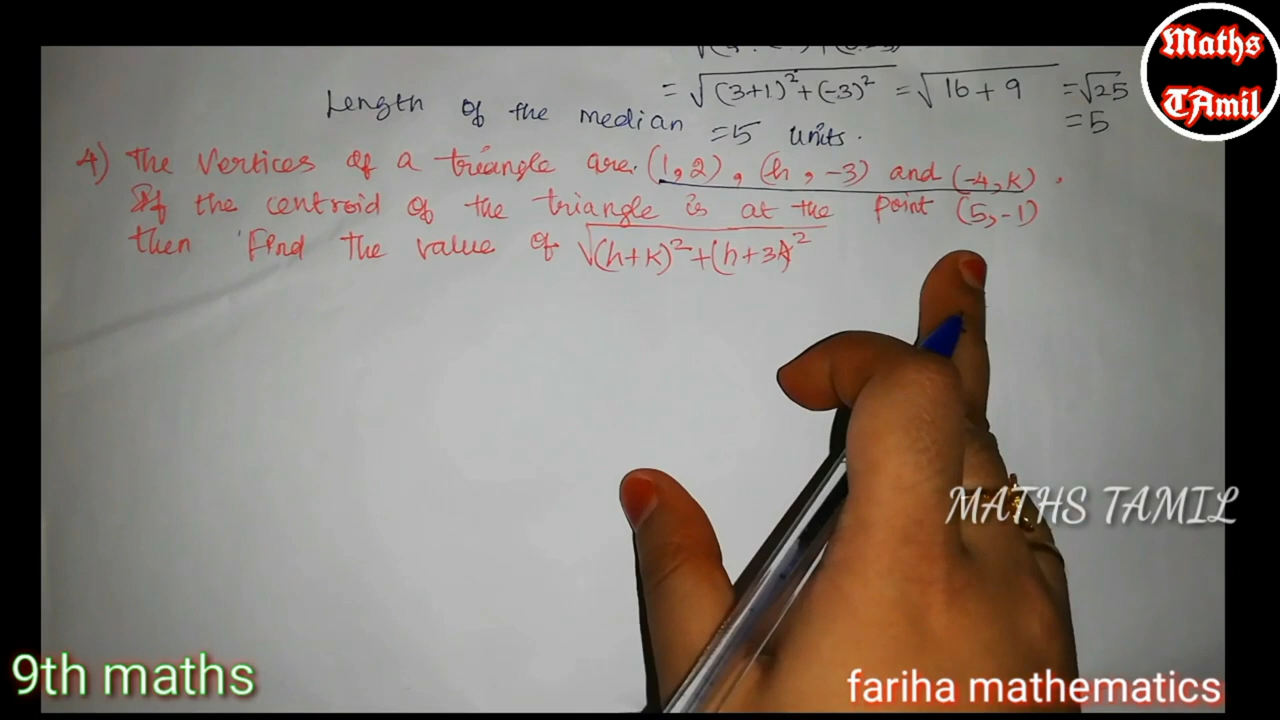 Maths
TAmil
= √(3+1)²+(-3)² = √16+9 = √25
Length of the median = 5 units. = 5
4) The vertices of a triangle are (1,2), (h,-3) and (-4,k).
If the centroid of the triangle is at the point (5,-1)
then Find the value of √(h+k)²+(h+3k)²
MATHS TAMIL
9th maths
fariha mathematics